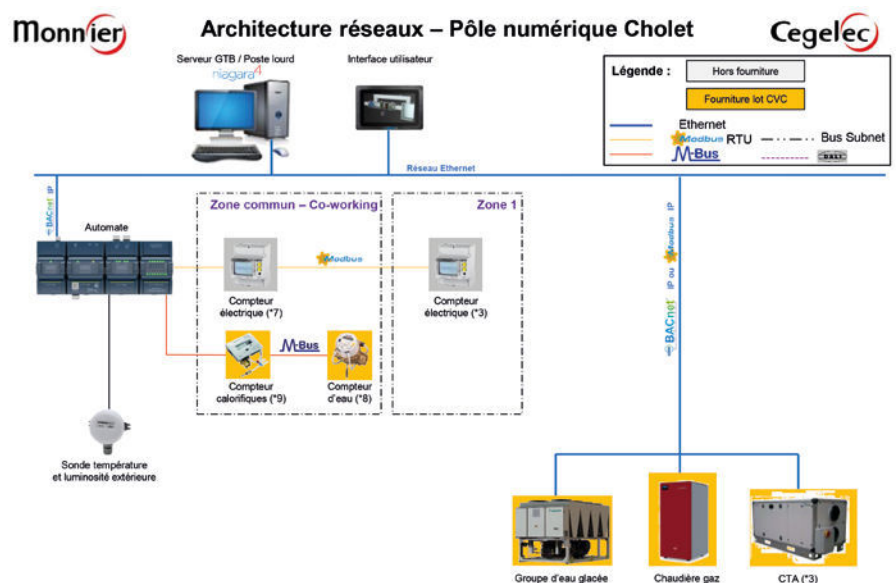 Monnier
Architecture réseaux – Pôle numérique Cholet
Cegelec
Serveur GTB / Poste lourd
niagara4
Interface utilisateur
Légende :
Hors fourniture
Fourniture lot CVC
Ethernet
Modbus RTU
Bus Subnet
M-Bus
DALI
Réseau Ethernet
BACnet IP
Zone commun – Co-working
Zone 1
Automate
Modbus
Compteur
électrique (*7)
Compteur
électrique (*3)
BACnet IP ou Modbus IP
M-Bus
Compteur
calorifiques (*9)
Compteur
d'eau (*8)
Sonde température
et luminosité extérieure
Groupe d'eau glacée
Chaudière gaz
CTA (*3)